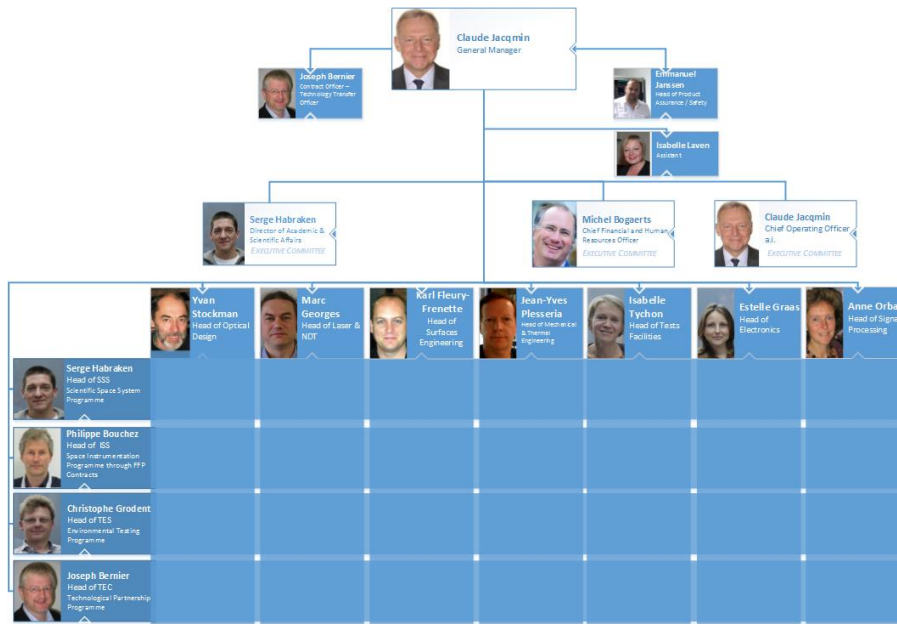 Claude Jacqmin
General Manager
Joseph Bernier
Contract Officer –
Technology Transfer
Officer
Emmanuel
Janssen
Head of Product
Assurance / Safety
Isabelle Laven
Assistant
Serge Habraken
Director of Academic &
Scientific Affairs
EXECUTIVE COMMITTEE
Michel Bogaerts
Chief Financial and Human
Resources Officer
EXECUTIVE COMMITTEE
Claude Jacqmin
Chief Operating Officer
a.i.
EXECUTIVE COMMITTEE
Yvan
Stockman
Head of Optical
Design
Marc
Georges
Head of Laser &
NDT
Karl Fleury-
Frenette
Head of
Surfaces
Engineering
Jean-Yves
Plesseria
Head of Mechanical
& Thermal
Engineering
Isabelle
Tychon
Head of Tests
Facilities
Estelle Graas
Head of
Electronics
Anne Orba
Head of Signa
Processing
Serge Habraken
Head of SSS
Scientific Space System
Programme
Philippe Bouchez
Head of ISS
Space Instrumentation
Programme through FFP
Contracts
Christophe Grodent
Head of TES
Environmental Testing
Programme
Joseph Bernier
Head of TEC
Technological Partnership
Programme